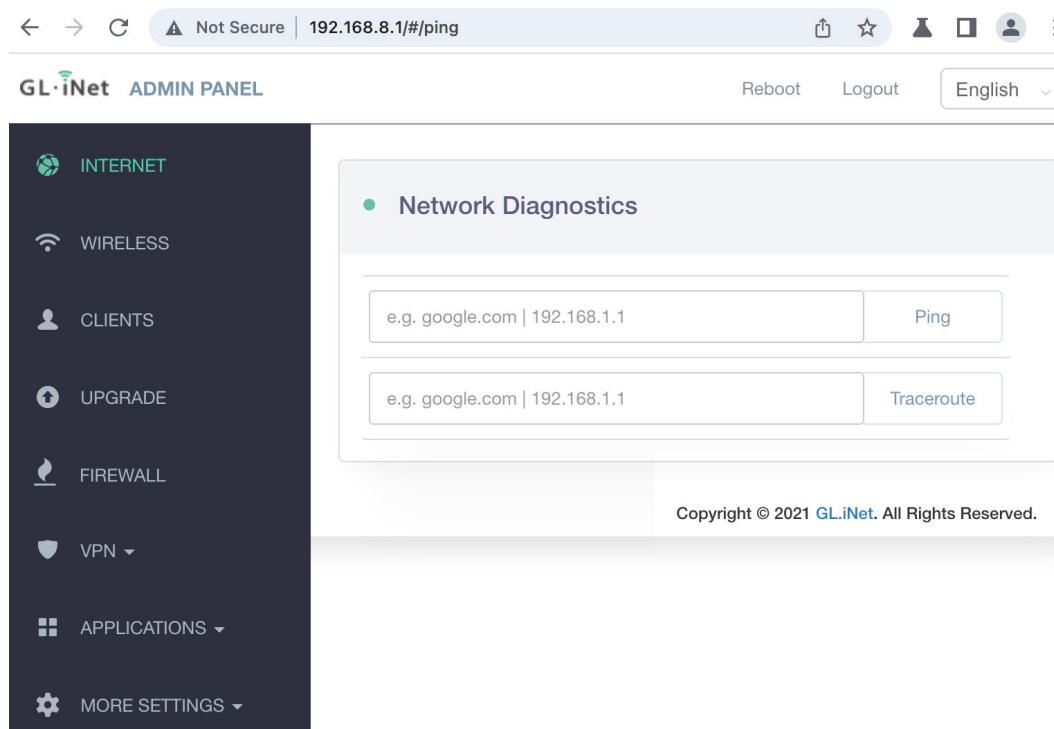 Not Secure | 192.168.8.1/#/ping
GL·iNet ADMIN PANEL Reboot Logout English
INTERNET
Network Diagnostics
WIRELESS
e.g. google.com | 192.168.1.1 Ping
CLIENTS
e.g. google.com | 192.168.1.1 Traceroute
UPGRADE
FIREWALL
Copyright © 2021 GL.iNet. All Rights Reserved.
VPN
APPLICATIONS
MORE SETTINGS